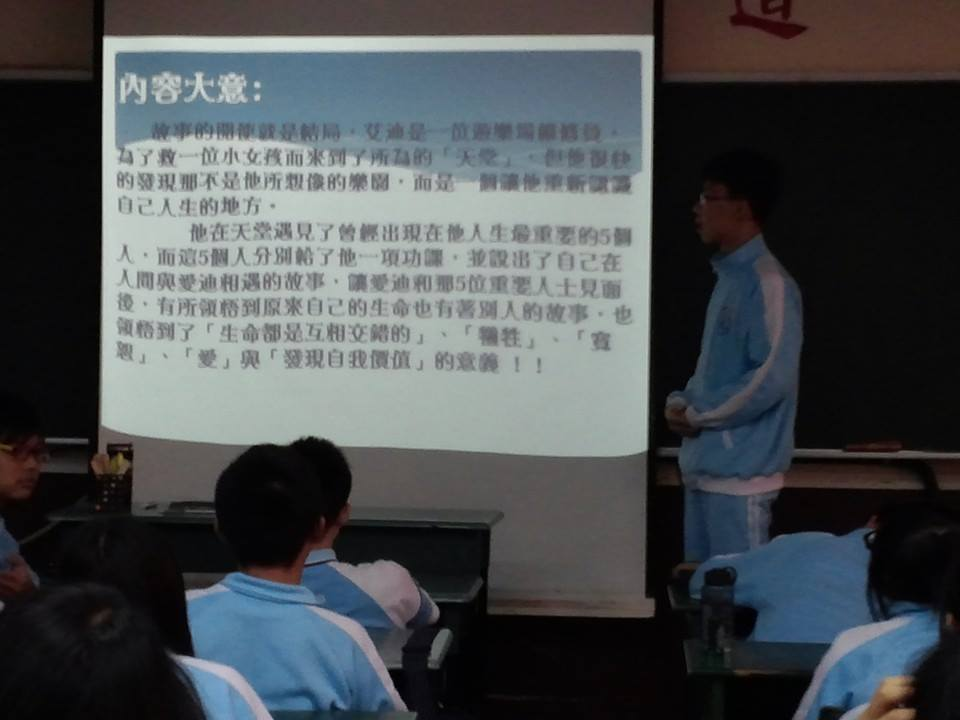 道
內容大意：
故事的開始就是結局，艾迪是一位遊樂場維修員，
為了救一位小女孩而來到了所為的「天堂」，但他很快
的發現那不是他所想像的樂園，而是一個讓他重新認識
自己人生的地方。
他在天堂遇見了曾經出現在他人生最重要的5個
人，而這5個人分別給了他一項功課，並說出了自己在
人間與愛迪相遇的故事，讓愛迪和那5位重要人士見面
後，有所領悟到原來自己的生命也有著別人的故事，也
領悟到了「生命都是互相交錯的」、「犧牲」、「寬
恕」、「愛」與「發現自我價值」的意義！！